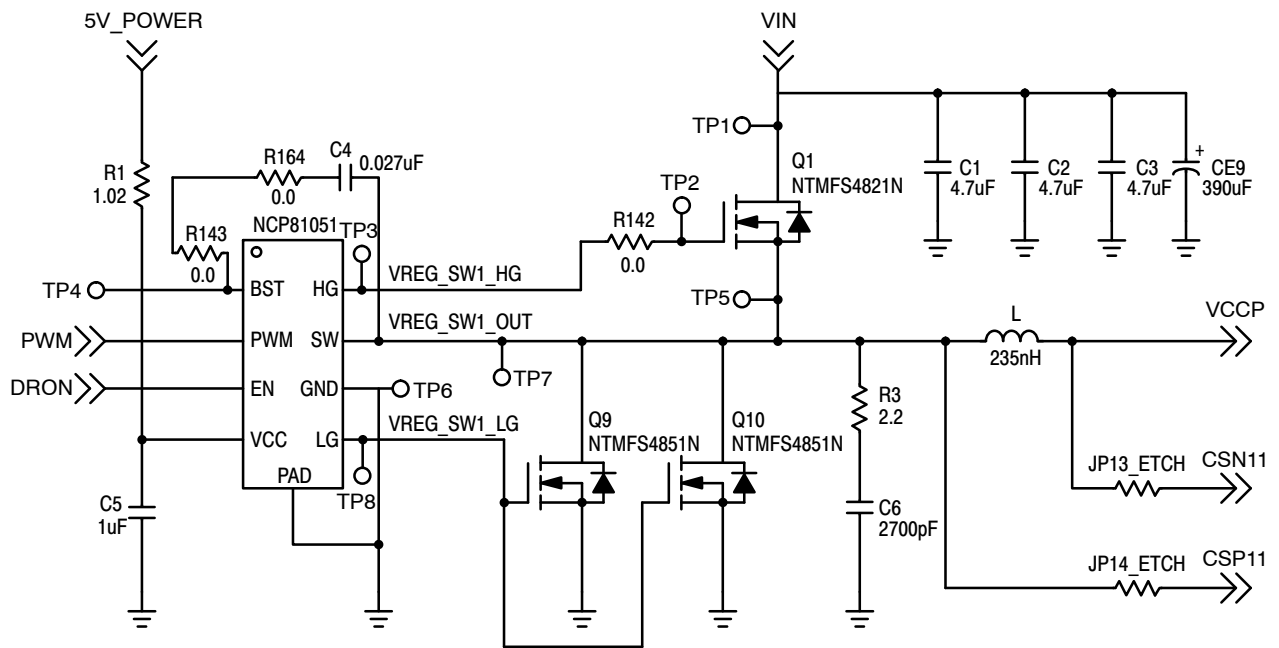 5V_POWER
VIN
TP1
R1
1.02
R164
0.0
C4
0.027uF
Q1
NTMFS4821N
C1
4.7uF
C2
4.7uF
C3
4.7uF
+
CE9
390uF
R143
0.0
NCP81051
TP3
TP2
R142
0.0
TP4
BST
HG
VREG_SW1_HG
TP5
PWM
PWM
SW
VREG_SW1_OUT
L
235nH
VCCP
DRON
EN
GND
TP6
TP7
R3
2.2
VCC
LG
VREG_SW1_LG
Q9
NTMFS4851N
Q10
NTMFS4851N
PAD
TP8
C5
1uF
C6
2700pF
JP13_ETCH
CSN11
JP14_ETCH
CSP11